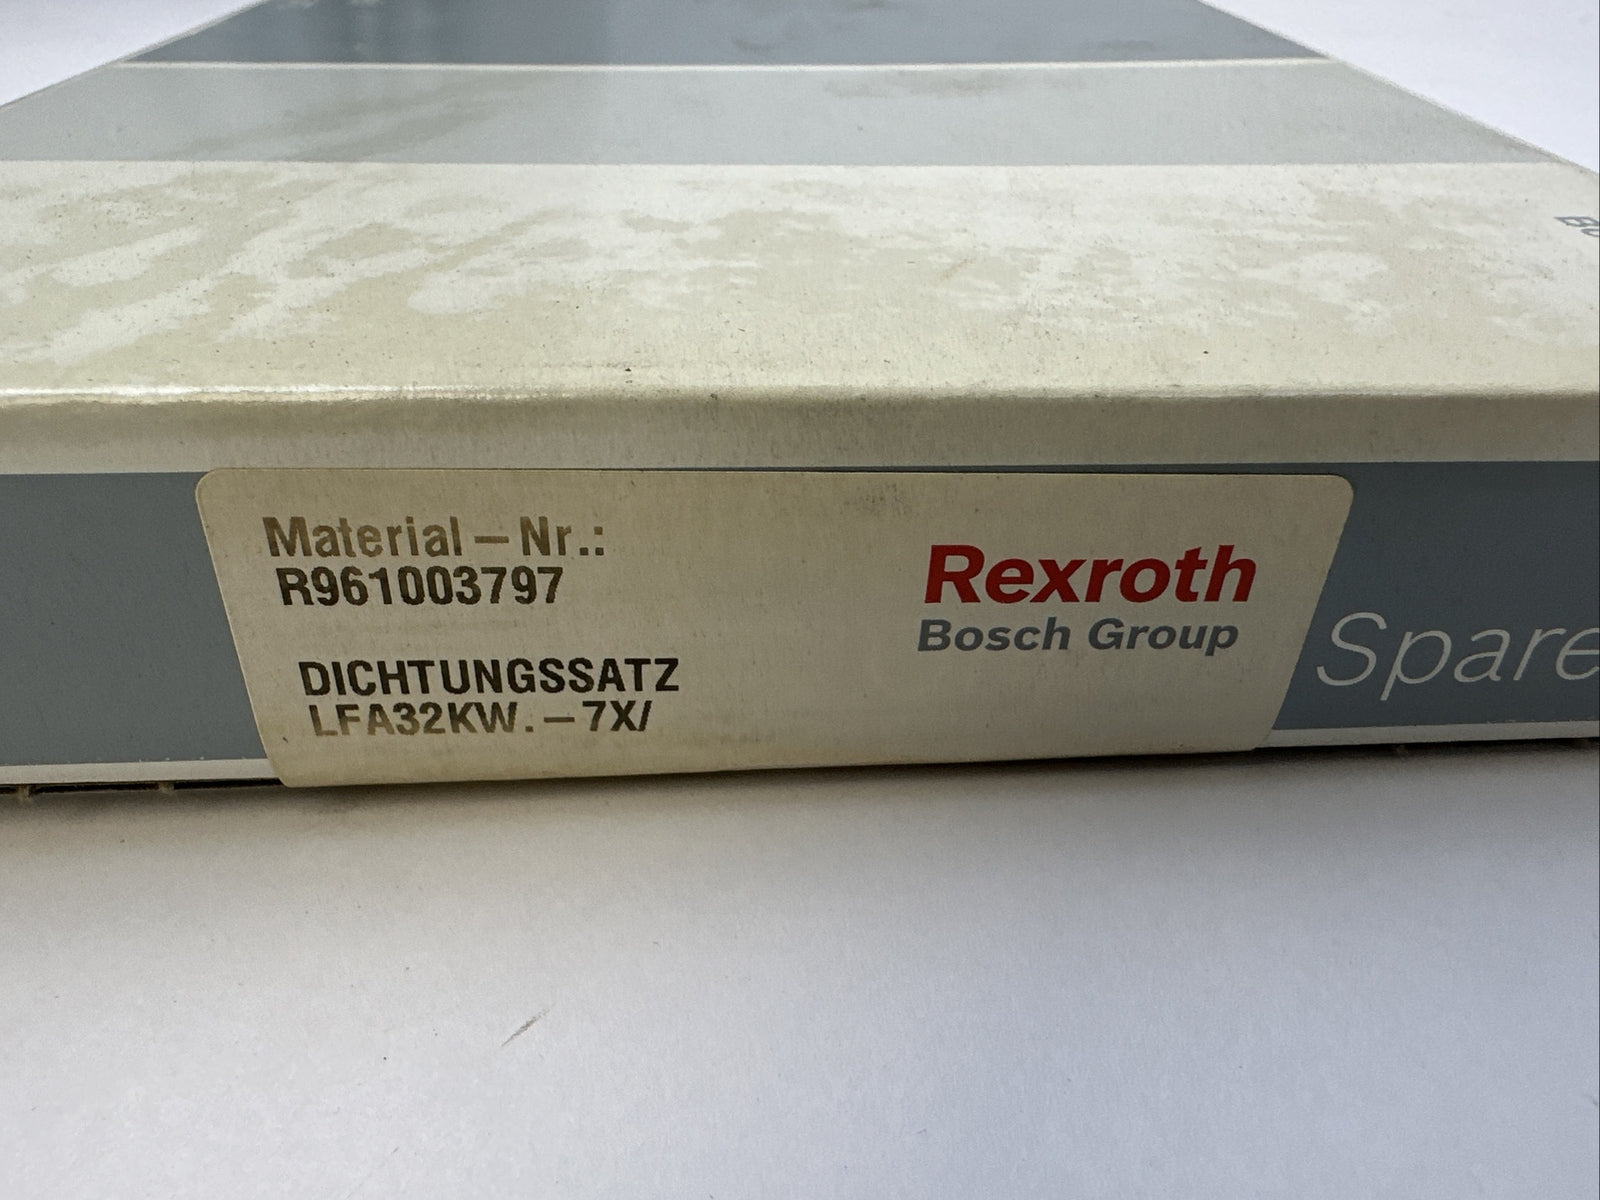 Material – Nr.:
R961003797
DICHTUNGSSATZ
LFA32KW. – 7X/
Rexroth
Bosch Group
Spare